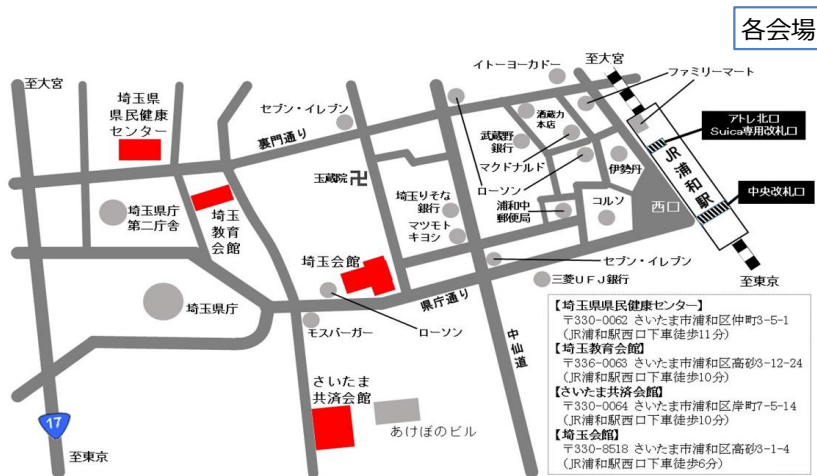 各会場
至大宮
イトーヨーカドー
ファミリーマート
至大宮
埼玉県
県民健康
センター
セブン・イレブン
裏門通り
酒蔵力
本店
武蔵野
銀行
マクドナルド
アトレ北口
Suica専用改札口
JR浦和駅
伊勢丹
ローソン
玉蔵院
埼玉りそな
銀行
マツモト
キヨシ
浦和中
郵便局
コルソ
西口
中央改札口
埼玉県庁
第二庁舎
埼玉
教育
会館
埼玉会館
セブン・イレブン
三菱UFJ銀行
至東京
埼玉県庁
県庁通り
モスバーガー
ローソン
中仙道
さいたま
共済会館
あけぼのビル
17
至東京
【埼玉県県民健康センター】
〒330-0062 さいたま市浦和区仲町3-5-1
(JR浦和駅西口下車徒歩11分)
【埼玉教育会館】
〒336-0063 さいたま市浦和区高砂3-12-24
(JR浦和駅西口下車徒歩10分)
【さいたま共済会館】
〒330-0064 さいたま市浦和区岸町7-5-14
(JR浦和駅西口下車徒歩10分)
【埼玉会館】
〒330-8518 さいたま市浦和区高砂3-1-4
(JR浦和駅西口下車徒歩6分)